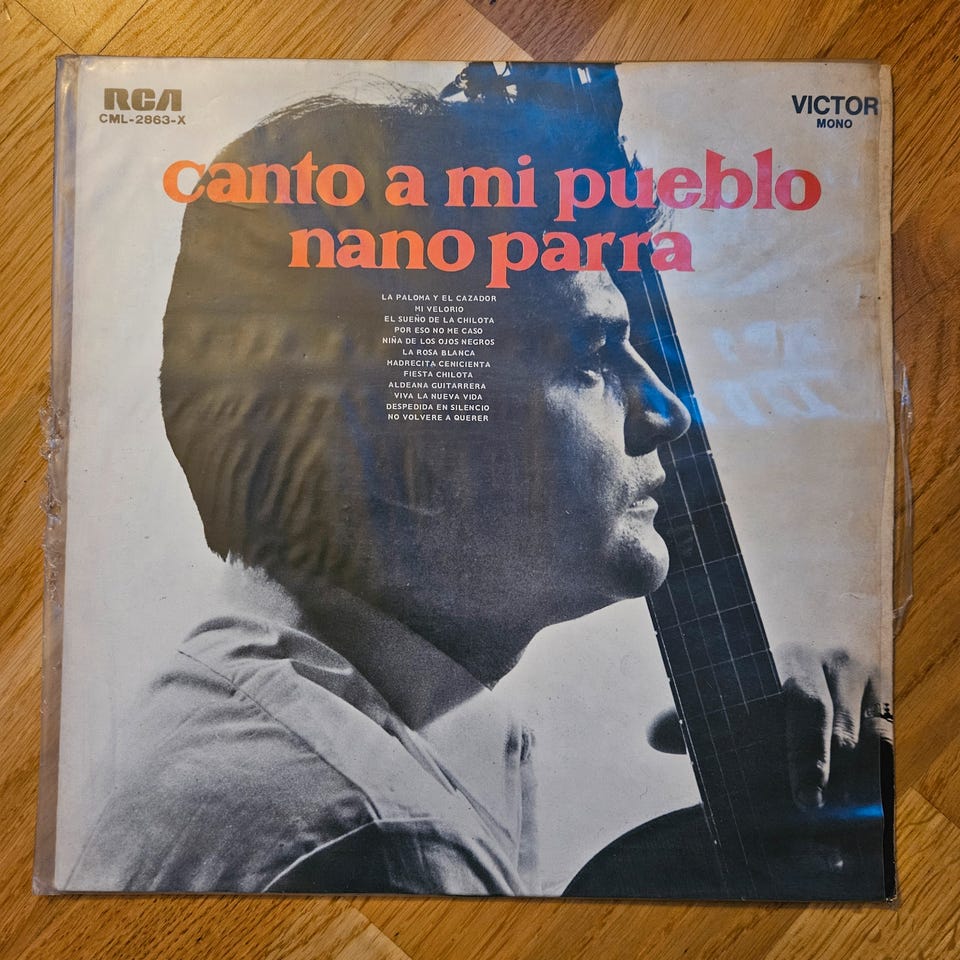 RCA
CML-2863-X
VICTOR
MONO
canto a mi pueblo
nano parra
LA PALOMA Y EL CAZADOR
MI VELORIO
EL SUEÑO DE LA CHILOTA
POR ESO NO ME CASO
NIÑA DE LOS OJOS NEGROS
LA ROSA BLANCA
MADRECITA CENICIENTA
FIESTA CHILOTA
ALDEANA GUITARRERA
VIVA LA NUEVA VIDA
DESPEDIDA EN SILENCIO
NO VOLVERE A QUERER